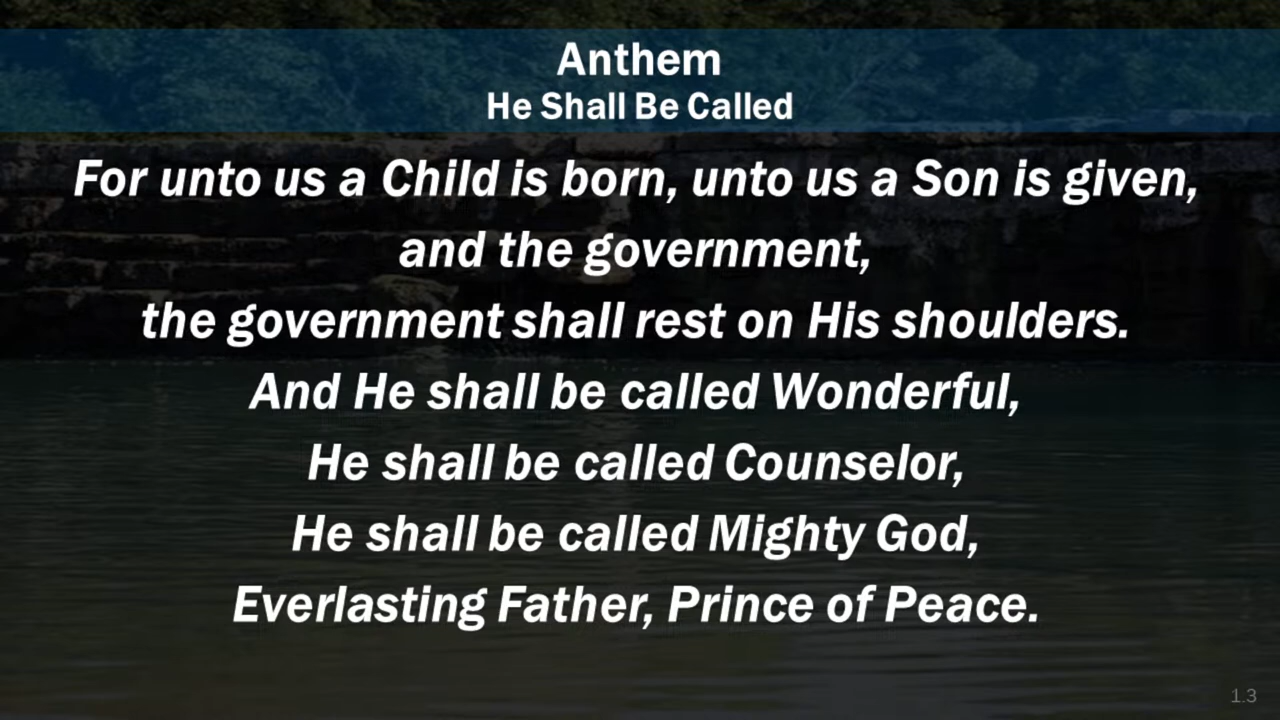 Anthem
He Shall Be Called
For unto us a Child is born, unto us a Son is given,
and the government,
the government shall rest on His shoulders.
And He shall be called Wonderful,
He shall be called Counselor,
He shall be called Mighty God,
Everlasting Father, Prince of Peace.
1.3